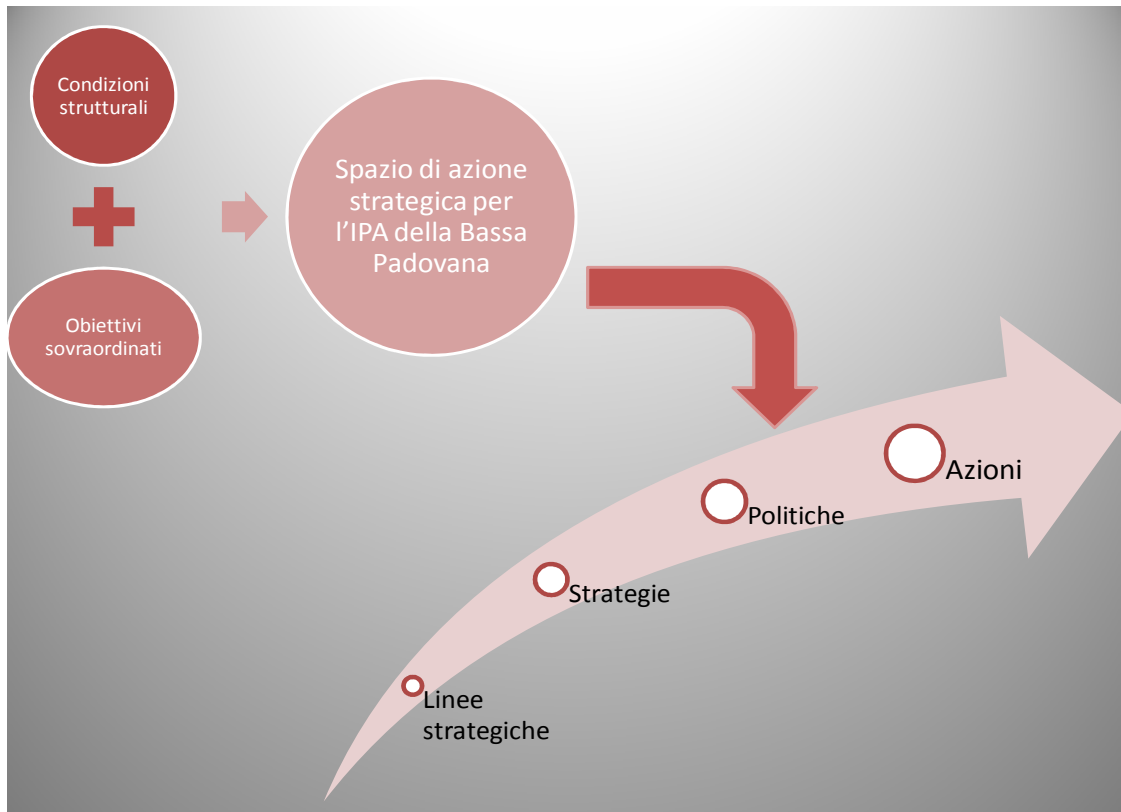 Condizioni
strutturali
Spazio di azione
strategica per
l’IPA della Bassa
Padovana
Obiettivi
sovraordinati
Azioni
Politiche
Strategie
Linee
strategiche